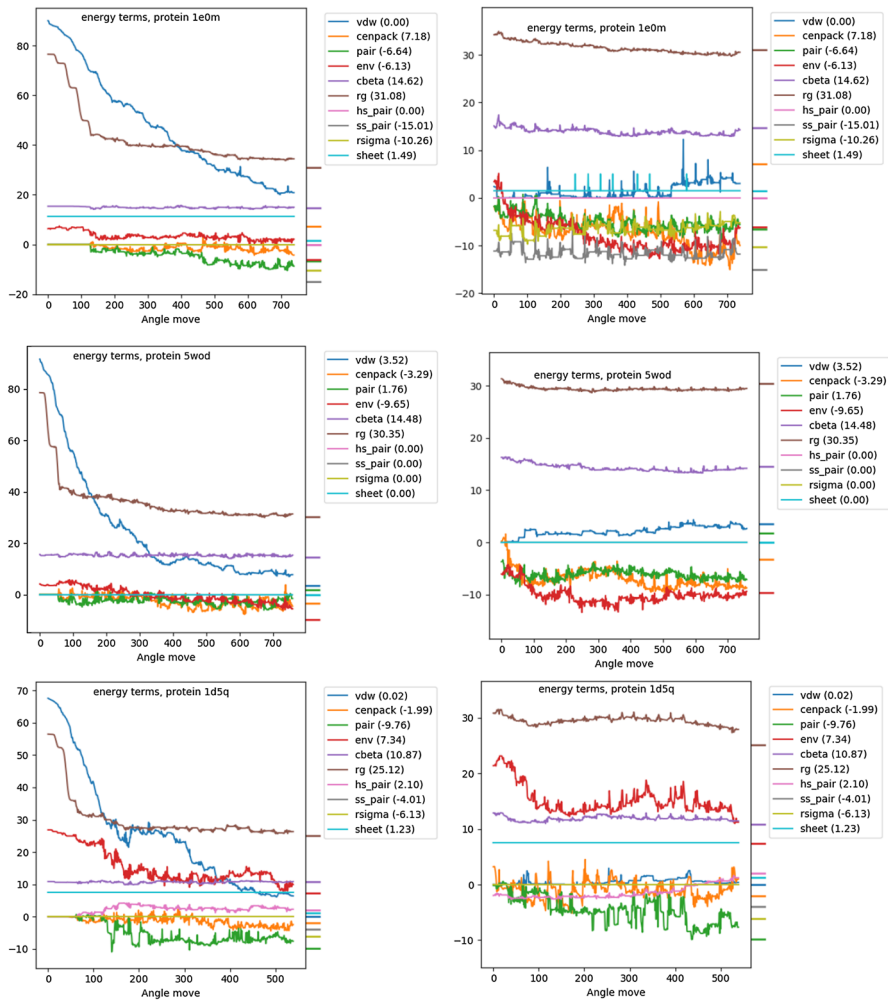 energy terms, protein 1e0m
80
60
40
20
0
−20
0 100 200 300 400 500 600 700
Angle move
vdw (0.00)
cenpack (7.18)
pair (-6.64)
env (-6.13)
cbeta (14.62)
rg (31.08)
hs_pair (0.00)
ss_pair (-15.01)
rsigma (-10.26)
sheet (1.49)
energy terms, protein 1e0m
40
30
20
10
0
−10
−20
0 100 200 300 400 500 600 700
Angle move
vdw (0.00)
cenpack (7.18)
pair (-6.64)
env (-6.13)
cbeta (14.62)
rg (31.08)
hs_pair (0.00)
ss_pair (-15.01)
rsigma (-10.26)
sheet (1.49)
energy terms, protein 5wod
80
60
40
20
0
0 100 200 300 400 500 600 700
Angle move
vdw (3.52)
cenpack (-3.29)
pair (1.76)
env (-9.65)
cbeta (14.48)
rg (30.35)
hs_pair (0.00)
ss_pair (0.00)
rsigma (0.00)
sheet (0.00)
energy terms, protein 5wod
30
20
10
0
−10
0 100 200 300 400 500 600 700
Angle move
vdw (3.52)
cenpack (-3.29)
pair (1.76)
env (-9.65)
cbeta (14.48)
rg (30.35)
hs_pair (0.00)
ss_pair (0.00)
rsigma (0.00)
sheet (0.00)
energy terms, protein 1d5q
70
60
50
40
30
20
10
0
−10
0 100 200 300 400 500
Angle move
vdw (0.02)
cenpack (-1.99)
pair (-9.76)
env (7.34)
cbeta (10.87)
rg (25.12)
hs_pair (2.10)
ss_pair (-4.01)
rsigma (-6.13)
sheet (1.23)
energy terms, protein 1d5q
30
20
10
0
−10
0 100 200 300 400 500
Angle move
vdw (0.02)
cenpack (-1.99)
pair (-9.76)
env (7.34)
cbeta (10.87)
rg (25.12)
hs_pair (2.10)
ss_pair (-4.01)
rsigma (-6.13)
sheet (1.23)